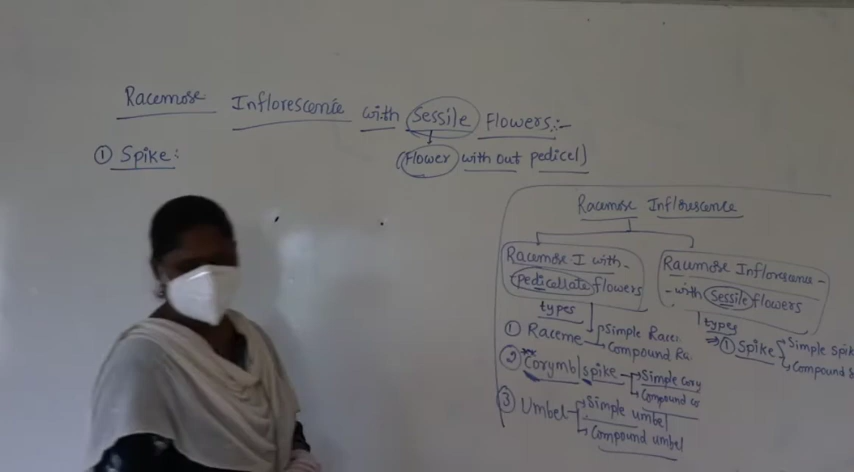 Racemose Inflorescence with Sessile Flowers:-
① Spike:
(Flower with out pedicel)
Racemose Inflorescence
Racemose I with-
pedicellate flowers
types
① Raceme
Simple Race
Compound Ra
② Corymb/spike
Simple cory
Compound co
③ Umbel
Simple umbel
Compound umbel
Racemose Inflorescence-
-with Sessile flowers
types
⇒① Spike
Simple Spik
Compound S